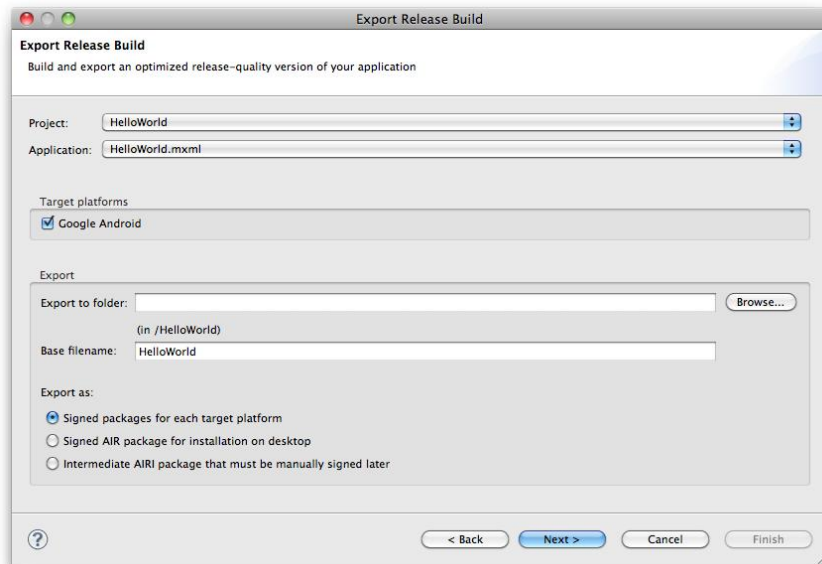 Export Release Build
Export Release Build
Build and export an optimized release-quality version of your application
Project: HelloWorld
Application: HelloWorld.mxml
Target platforms
Google Android
Export
Export to folder: Browse...
(in /HelloWorld)
Base filename: HelloWorld
Export as:
Signed packages for each target platform
Signed AIR package for installation on desktop
Intermediate AIRI package that must be manually signed later
? < Back Next > Cancel Finish